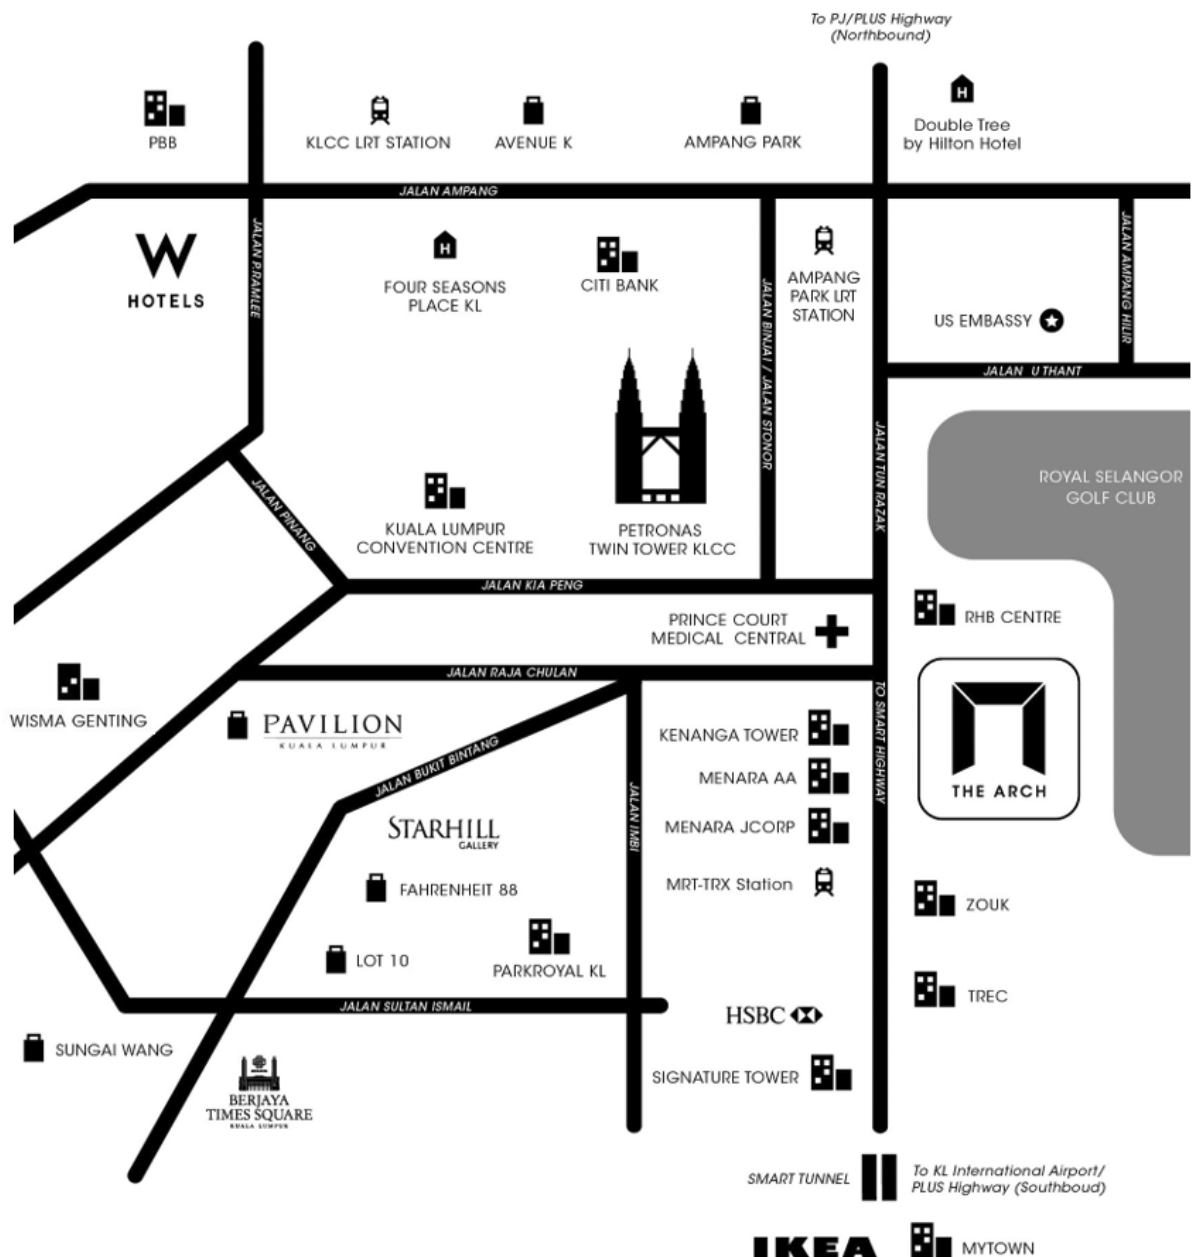 To PJ/PLUS Highway
(Northbound)
PBB
KLCC LRT STATION
AVENUE K
AMPANG PARK
Double Tree
by Hilton Hotel
JALAN AMPANG
W
HOTELS
JALAN P.RAMLEE
H
FOUR SEASONS
PLACE KL
CITI BANK
JALAN BINJAI / JALAN STONOR
AMPANG
PARK LRT
STATION
US EMBASSY
JALAN AMPANG HILIR
JALAN U THANT
JALAN TUN RAZAK
ROYAL SELANGOR
GOLF CLUB
JALAN PINANG
KUALA LUMPUR
CONVENTION CENTRE
PETRONAS
TWIN TOWER KLCC
JALAN KIA PENG
PRINCE COURT
MEDICAL CENTRAL
RHB CENTRE
JALAN RAJA CHULAN
WISMA GENTING
PAVILION
KUALA LUMPUR
JALAN BUKIT BINTANG
TO SMART HIGHWAY
KENANGA TOWER
MENARA AA
THE ARCH
JALAN IMBI
STARHILL
GALLERY
MENARA JCORP
FAHRENHEIT 88
MRT-TRX Station
ZOUK
LOT 10
PARKROYAL KL
TREC
JALAN SULTAN ISMAIL
HSBC
SUNGAI WANG
SIGNATURE TOWER
BERJAYA
TIMES SQUARE
KUALA LUMPUR
SMART TUNNEL
To KL International Airport/
PLUS Highway (Southboud)
IKEA
MYTOWN